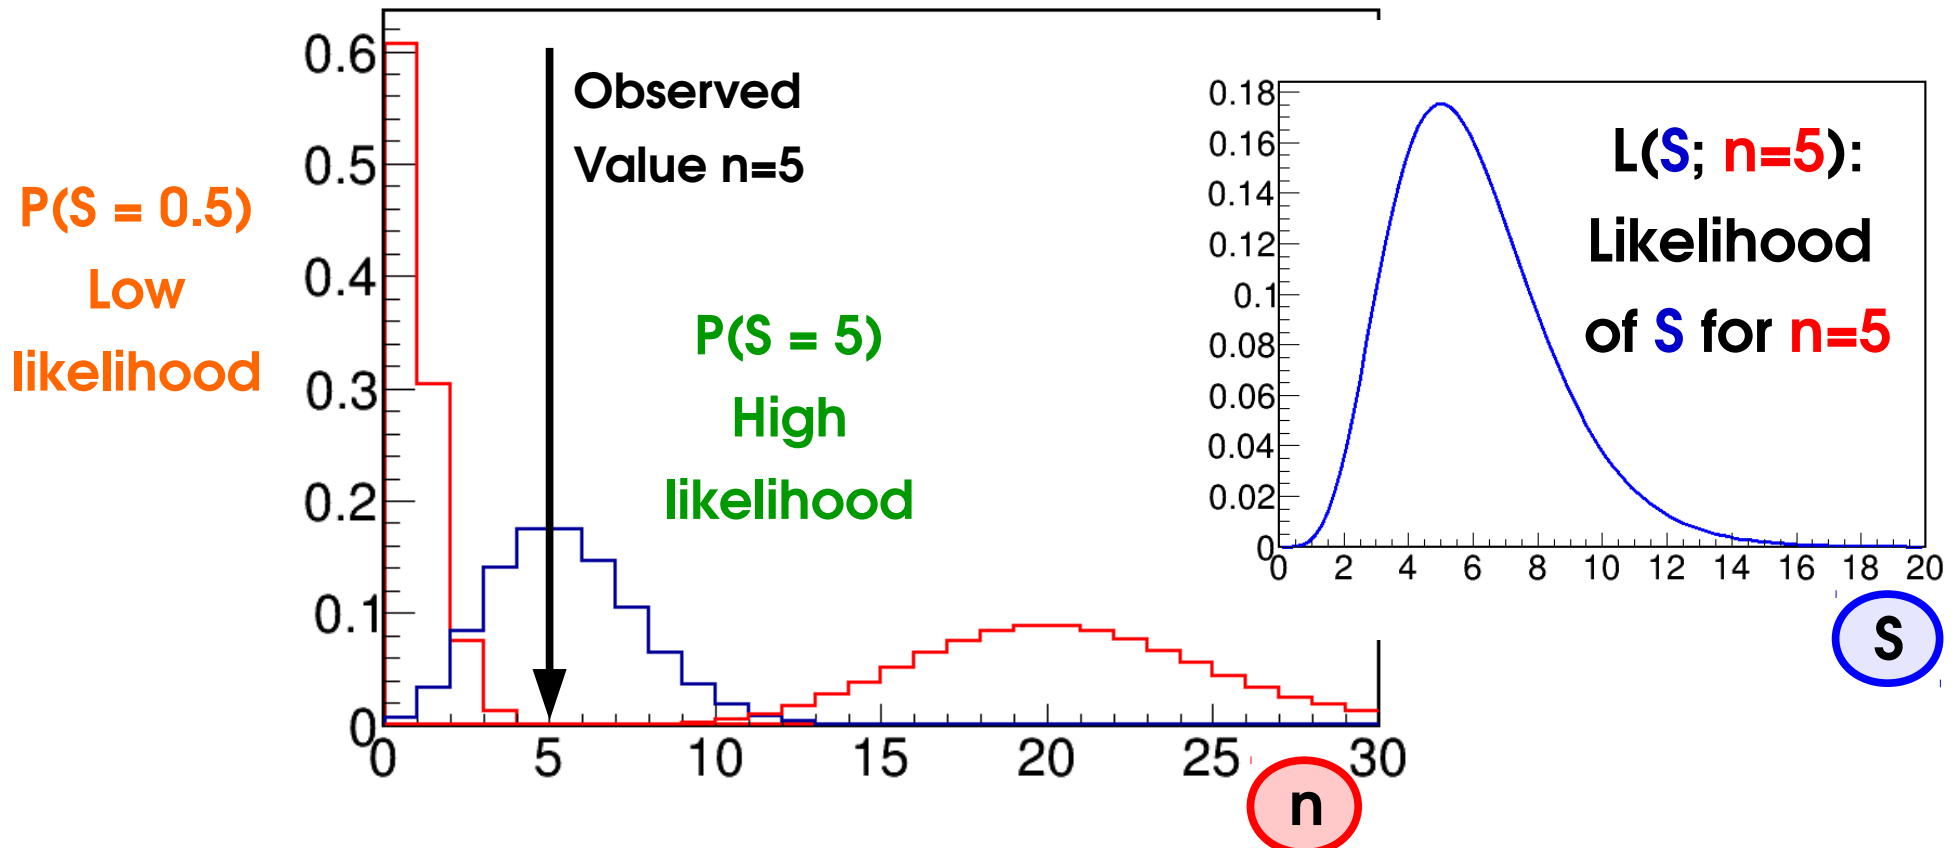 P(S = 0.5)
Low
likelihood
0.6
0.5
0.4
0.3
0.2
0.1
0
0 5 10 15 20 25 30
n
Observed
Value n=5
P(S = 5)
High
likelihood
0.18
0.16
0.14
0.12
0.1
0.08
0.06
0.04
0.02
0
0 2 4 6 8 10 12 14 16 18 20
L(S; n=5):
Likelihood
of S for n=5
S